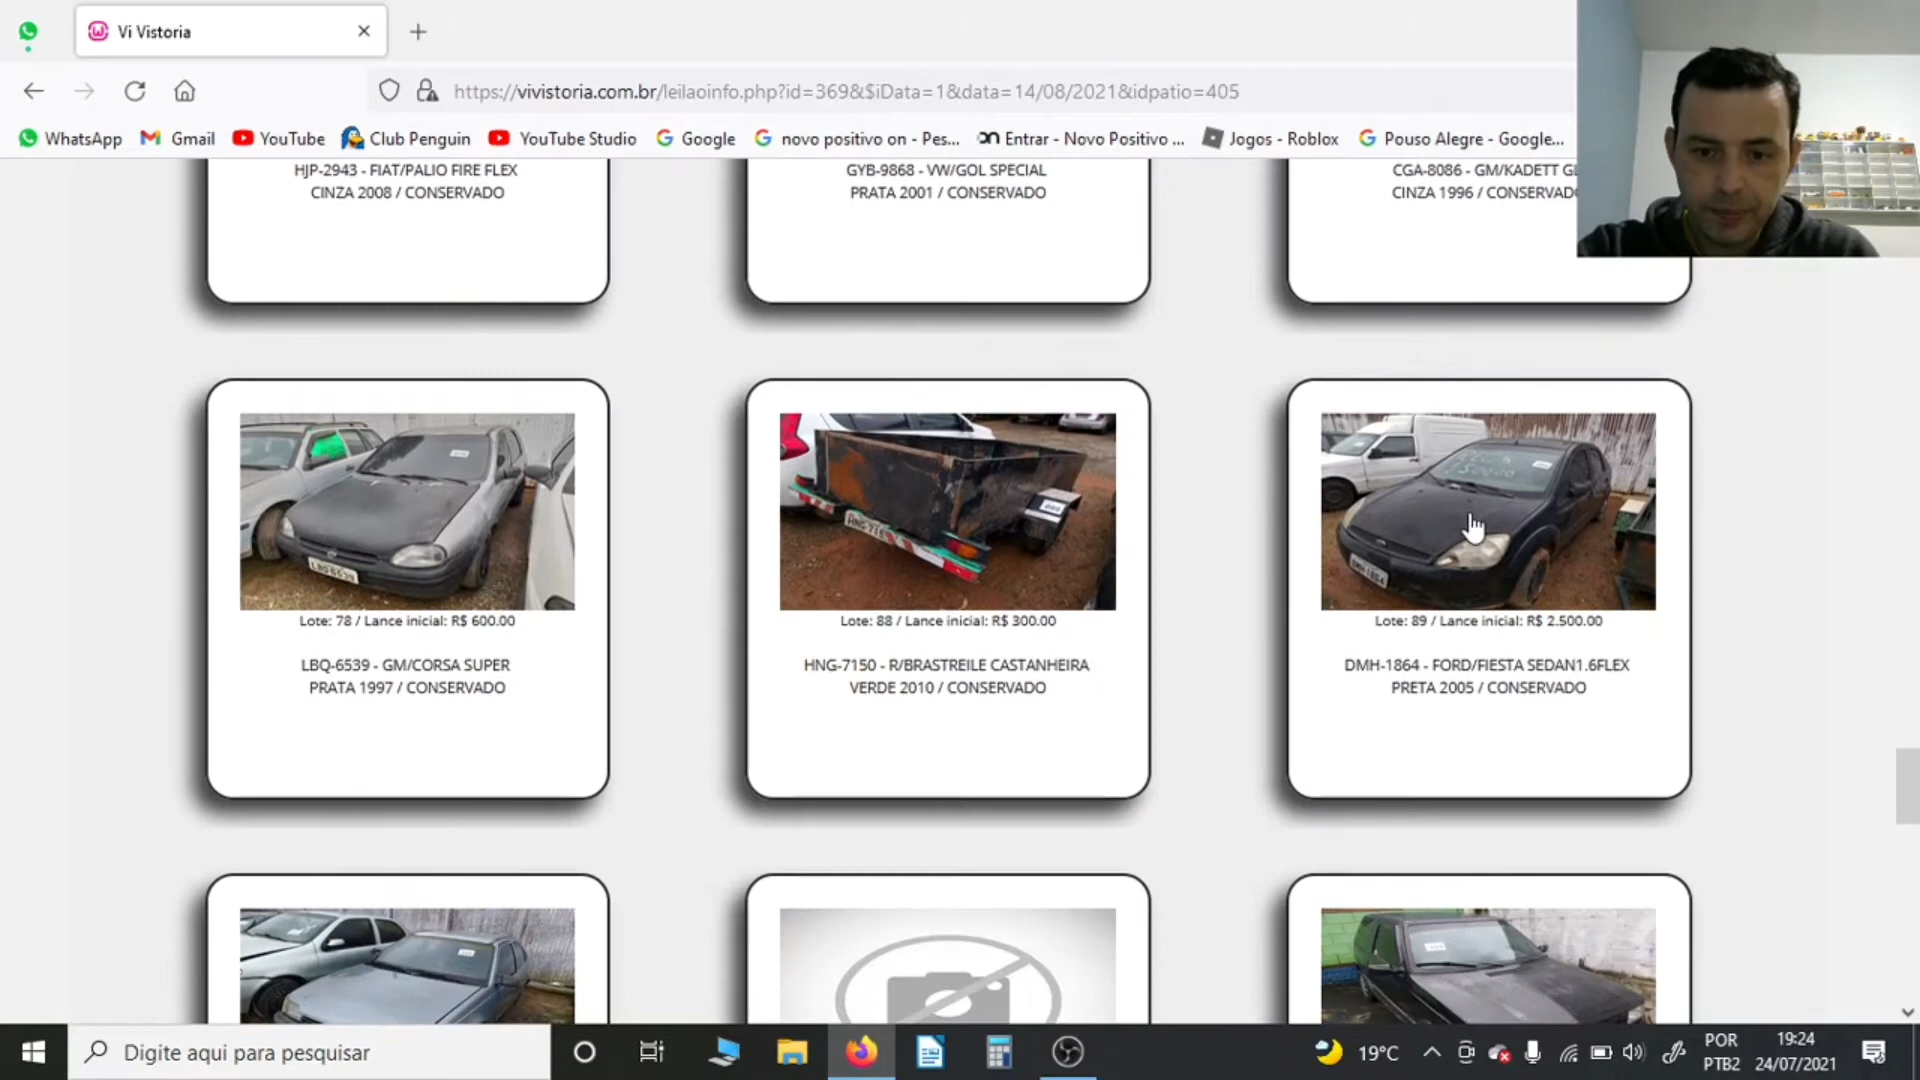 Vi Vistoria
https://vivistoria.com.br/leilaoinfo.php?id=369&$iData=1&data=14/08/2021&idpatio=405
WhatsApp Gmail YouTube Club Penguin YouTube Studio Google novo positivo on - Pes... Entrar - Novo Positivo ... Jogos - Roblox Pouso Alegre - Google...
HJP-2943 - FIAT/PALIO FIRE FLEX
CINZA 2008 / CONSERVADO
GYB-9868 - VW/GOL SPECIAL
PRATA 2001 / CONSERVADO
CGA-8086 - GM/KADETT GL
CINZA 1996 / CONSERVADO
LBQ-6539
Lote: 78 / Lance inicial: R$ 600.00
LBQ-6539 - GM/CORSA SUPER
PRATA 1997 / CONSERVADO
Lote: 88 / Lance inicial: R$ 300.00
HNG-7150 - R/BRASTREILE CASTANHEIRA
VERDE 2010 / CONSERVADO
DMH-1864
Lote: 89 / Lance inicial: R$ 2.500.00
DMH-1864 - FORD/FIESTA SEDAN1.6FLEX
PRETA 2005 / CONSERVADO
Digite aqui para pesquisar
19°C
POR
PTB2
19:24
24/07/2021